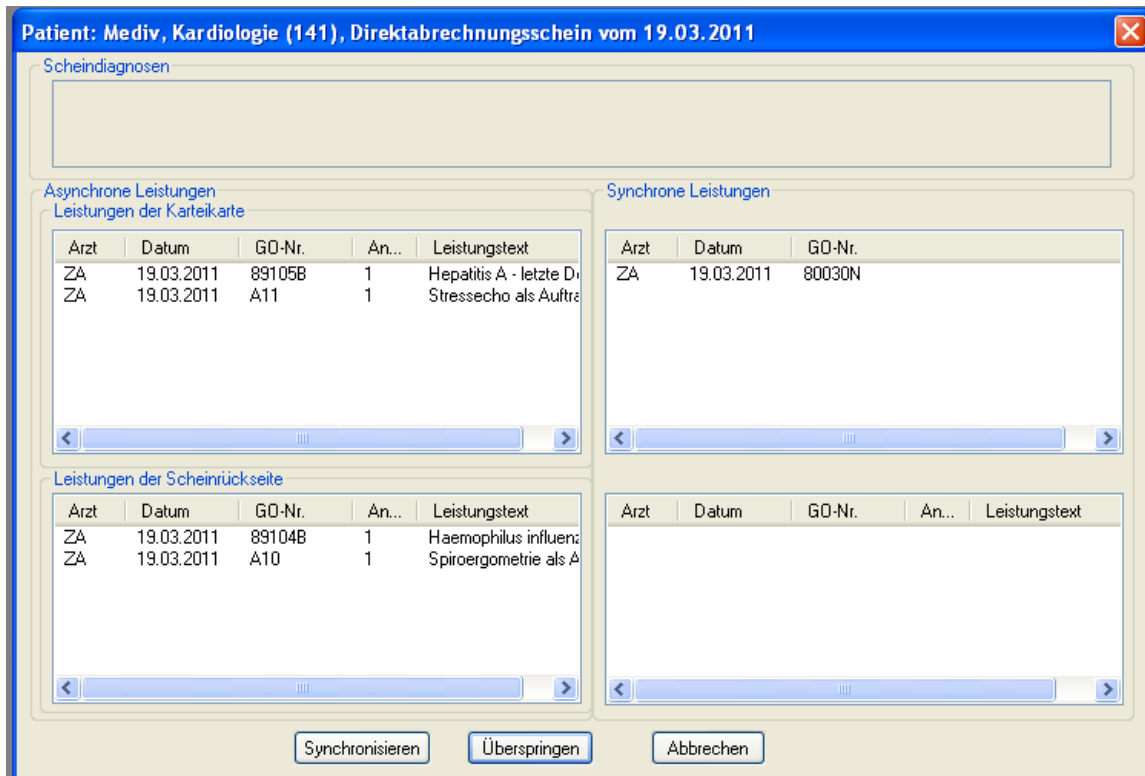 Patient: Mediv, Kardiologie (141), Direktabrechnungsschein vom 19.03.2011
Scheindiagnosen
Asynchrone Leistungen
Leistungen der Karteikarte
Arzt Datum GO-Nr. An... Leistungstext
ZA 19.03.2011 89105B 1 Hepatitis A - letzte D
ZA 19.03.2011 A11 1 Stressecho als Auftra
Synchrone Leistungen
Arzt Datum GO-Nr.
ZA 19.03.2011 80030N
Leistungen der Scheinrückseite
Arzt Datum GO-Nr. An... Leistungstext
ZA 19.03.2011 89104B 1 Haemophilus influenz
ZA 19.03.2011 A10 1 Spiroergometrie als A
Arzt Datum GO-Nr. An... Leistungstext
Synchronisieren Überspringen Abbrechen